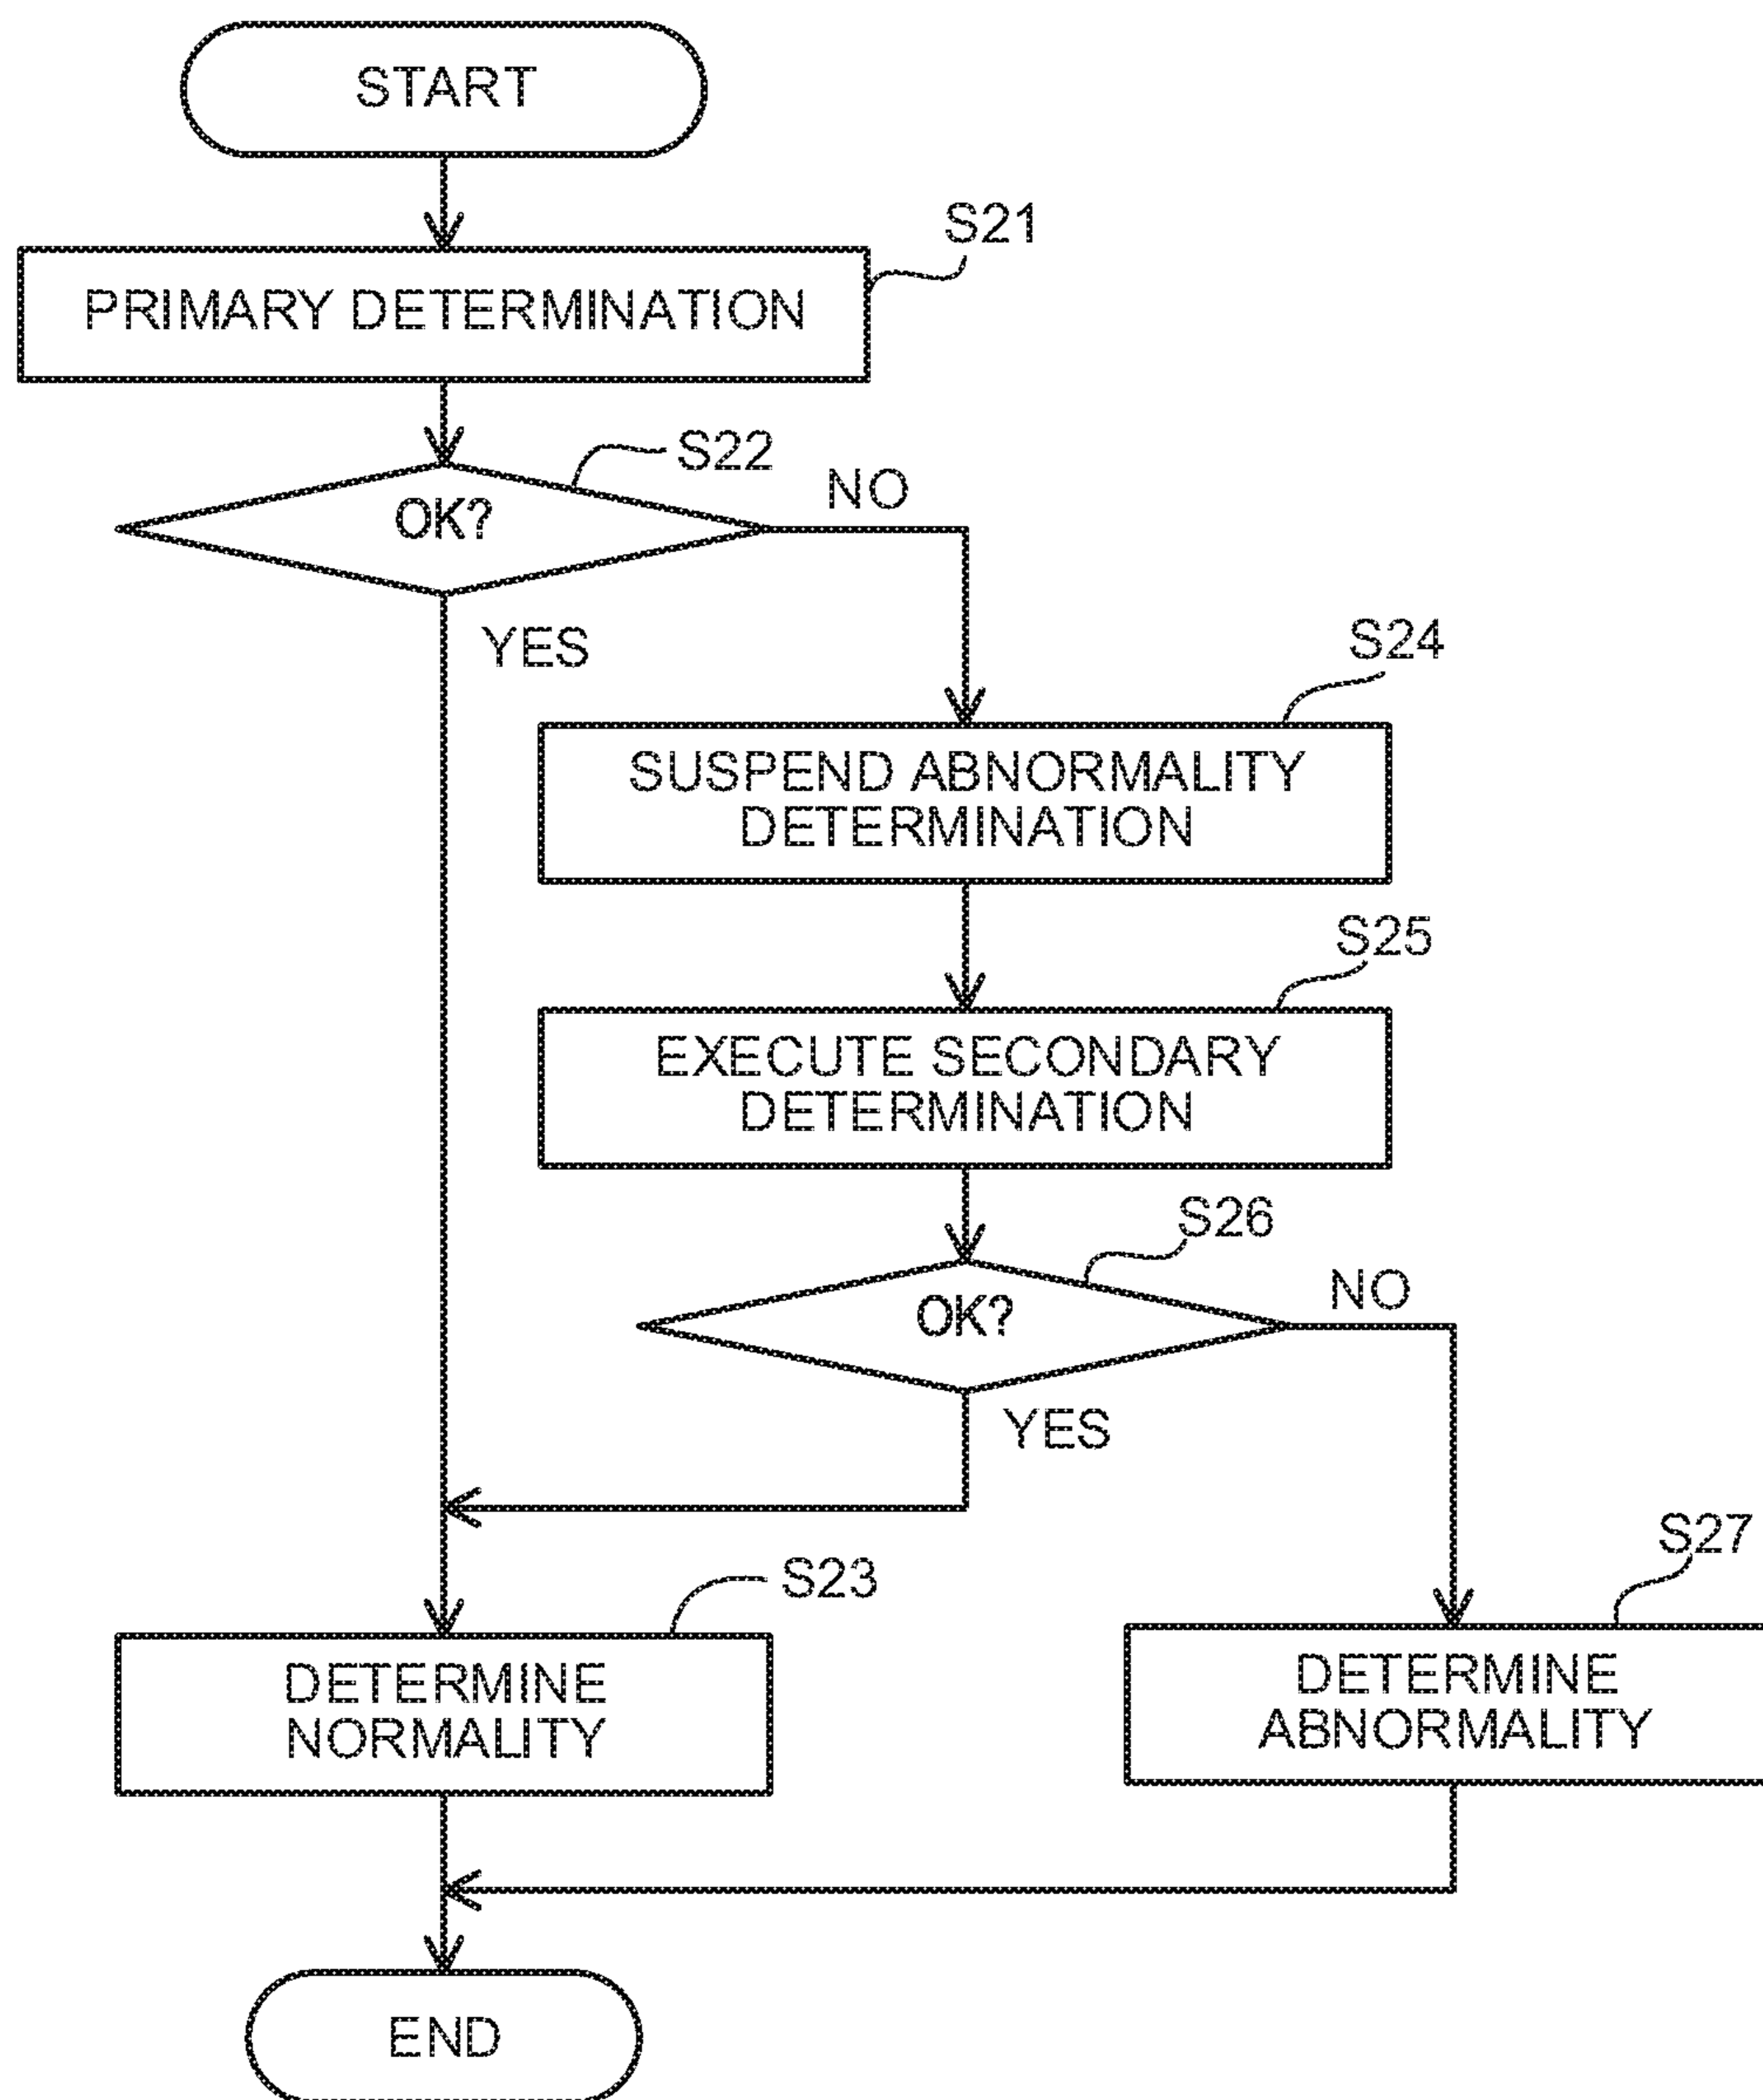 START
S21
PRIMARY DETERMINATION
S22
OK?
NO
YES
S24
SUSPEND ABNORMALITY
DETERMINATION
S25
EXECUTE SECONDARY
DETERMINATION
S26
OK?
NO
YES
S23
DETERMINE
NORMALITY
S27
DETERMINE
ABNORMALITY
END